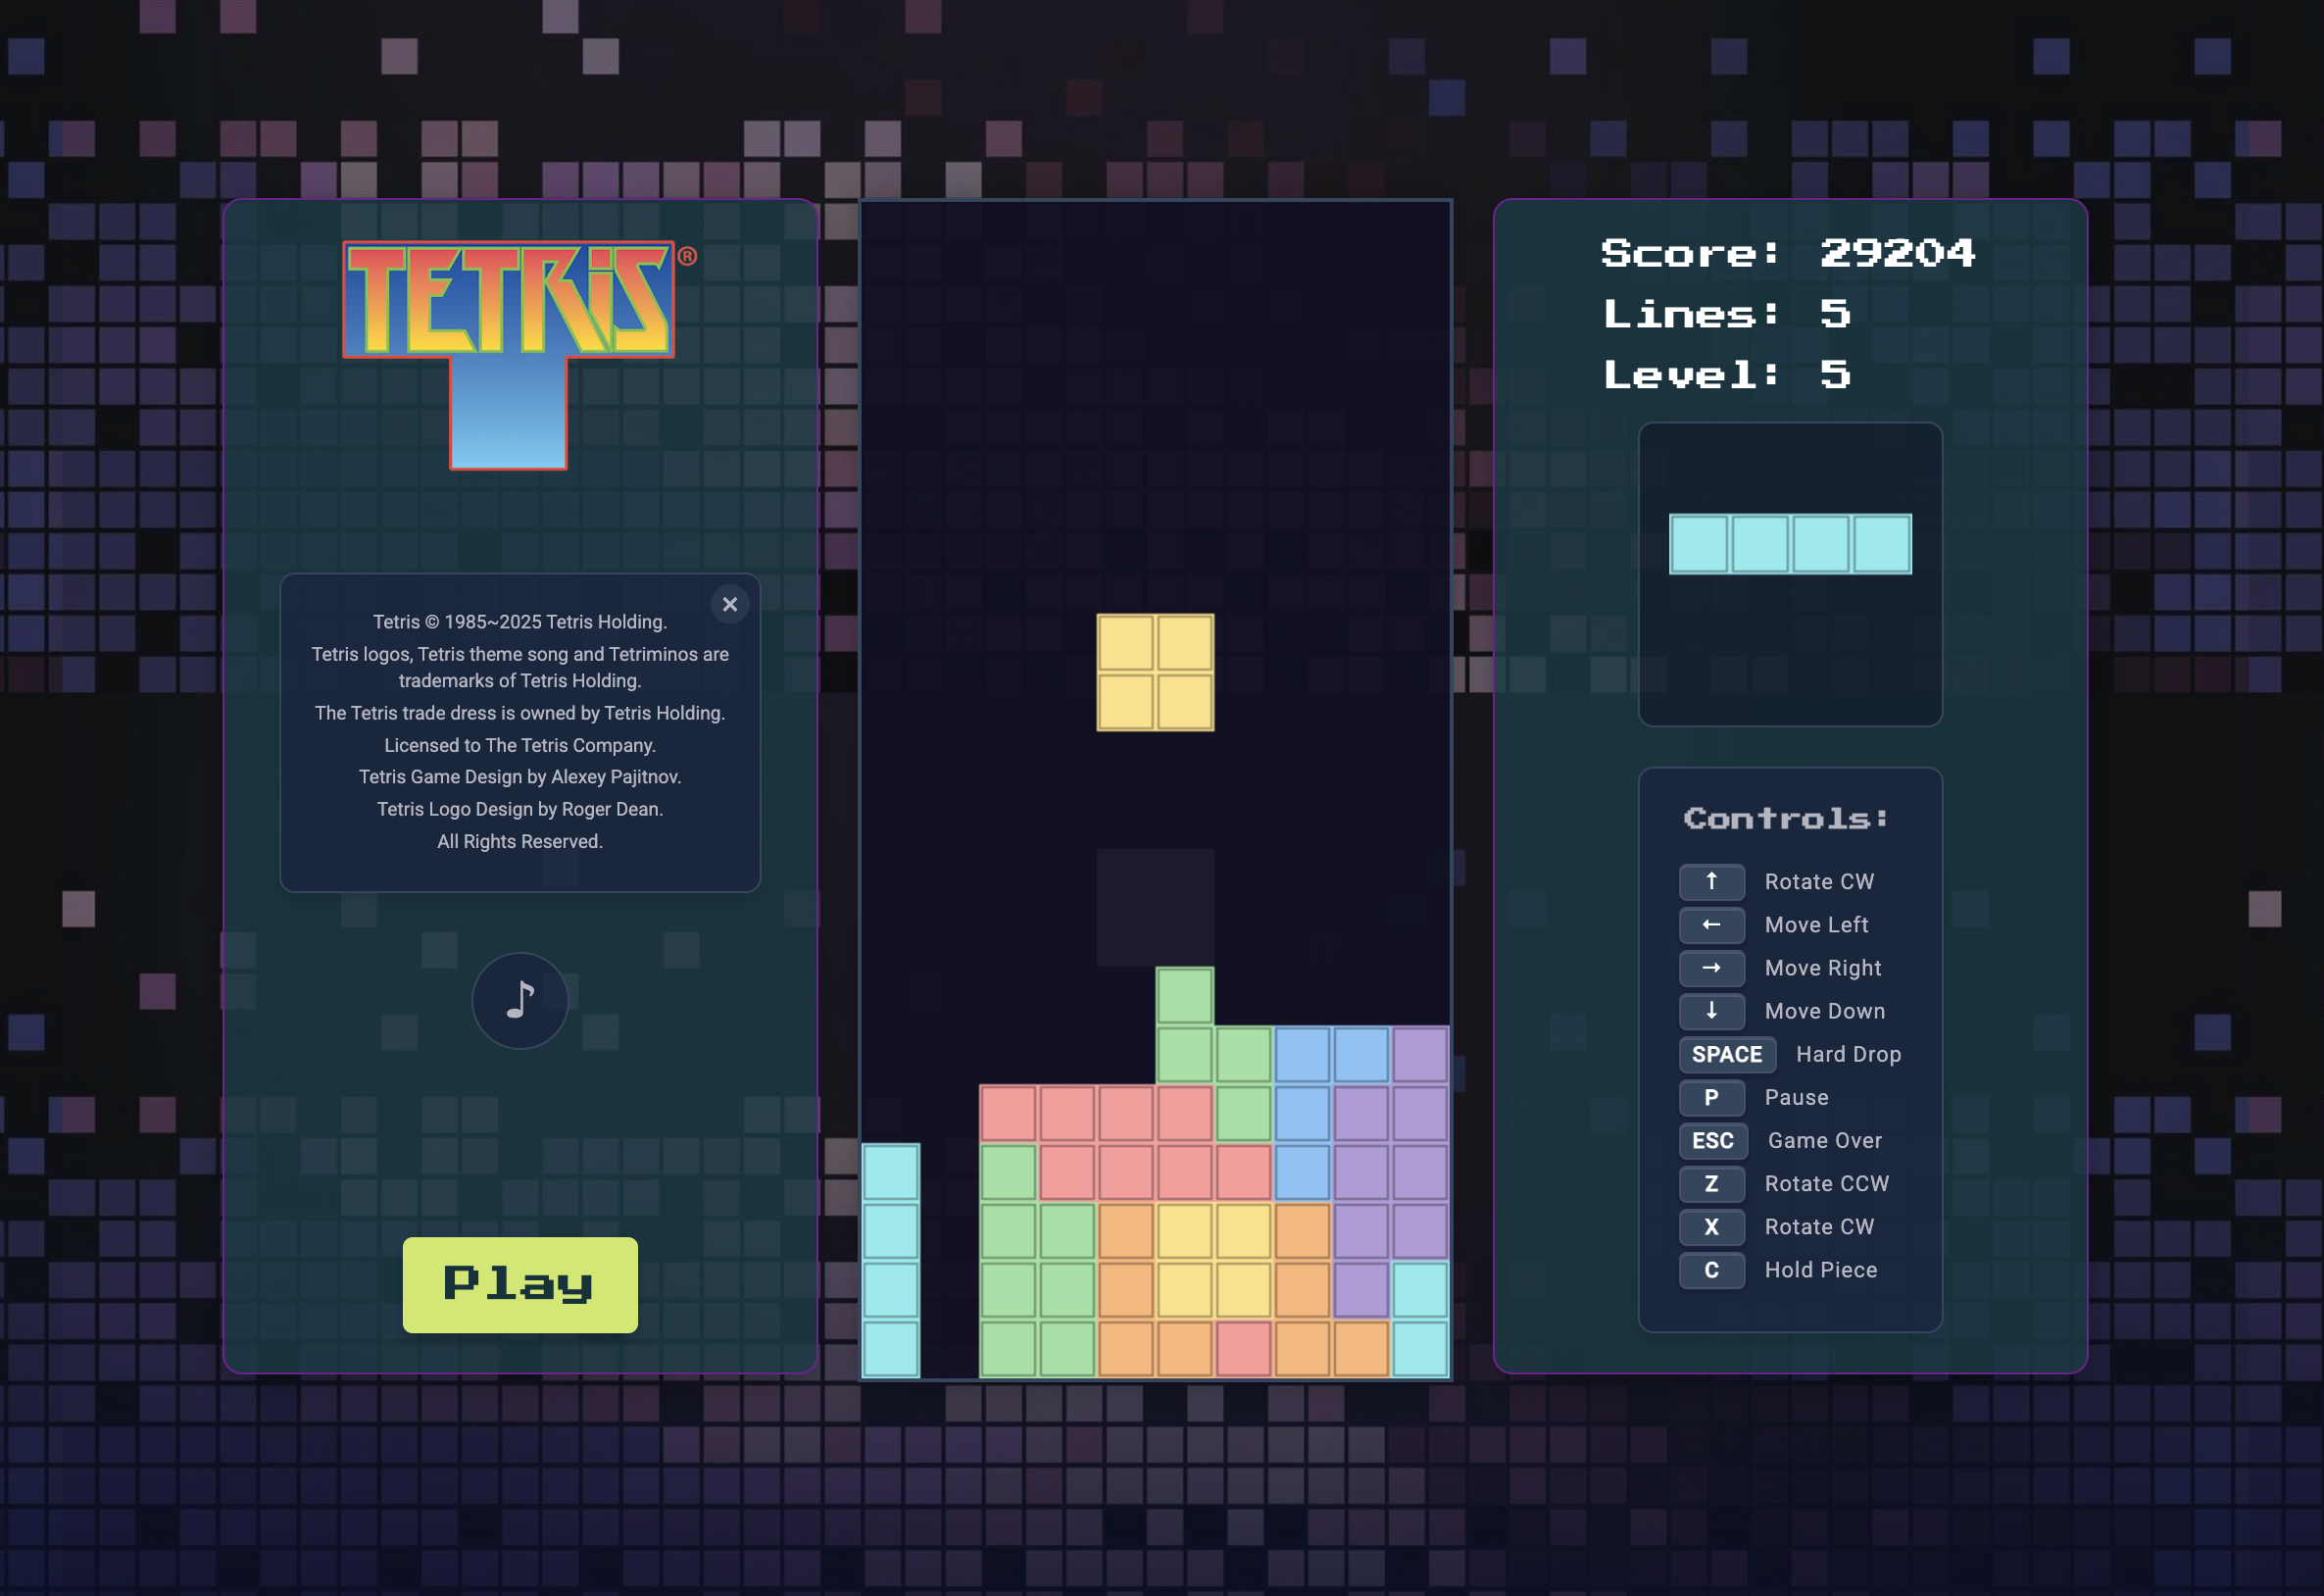 TETRiS®
×
Tetris © 1985~2025 Tetris Holding.
Tetris logos, Tetris theme song and Tetriminos are
trademarks of Tetris Holding.
The Tetris trade dress is owned by Tetris Holding.
Licensed to The Tetris Company.
Tetris Game Design by Alexey Pajitnov.
Tetris Logo Design by Roger Dean.
All Rights Reserved.
♪
Play
Score: 29204
Lines: 5
Level: 5
Controls:
↑ Rotate CW
← Move Left
→ Move Right
↓ Move Down
SPACE Hard Drop
P Pause
ESC Game Over
Z Rotate CCW
X Rotate CW
C Hold Piece